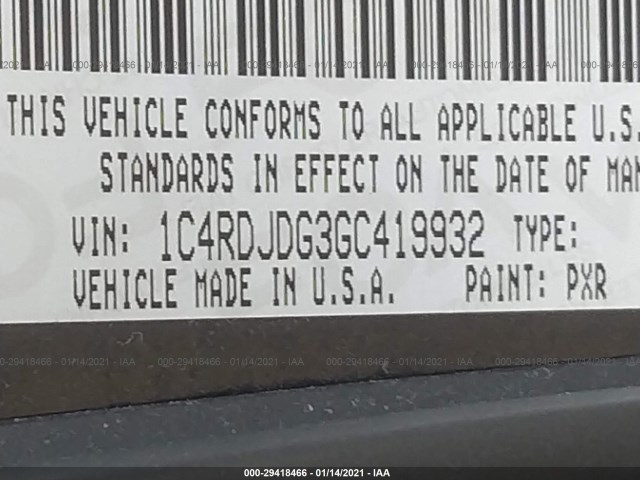 THIS VEHICLE CONFORMS TO ALL APPLICABLE U.S.
STANDARDS IN EFFECT ON THE DATE OF MAN
VIN: 1C4RDJDG3GC419932 TYPE:
VEHICLE MADE IN U.S.A. PAINT: PXR
000-29418466 - 01/14/2021 - IAA